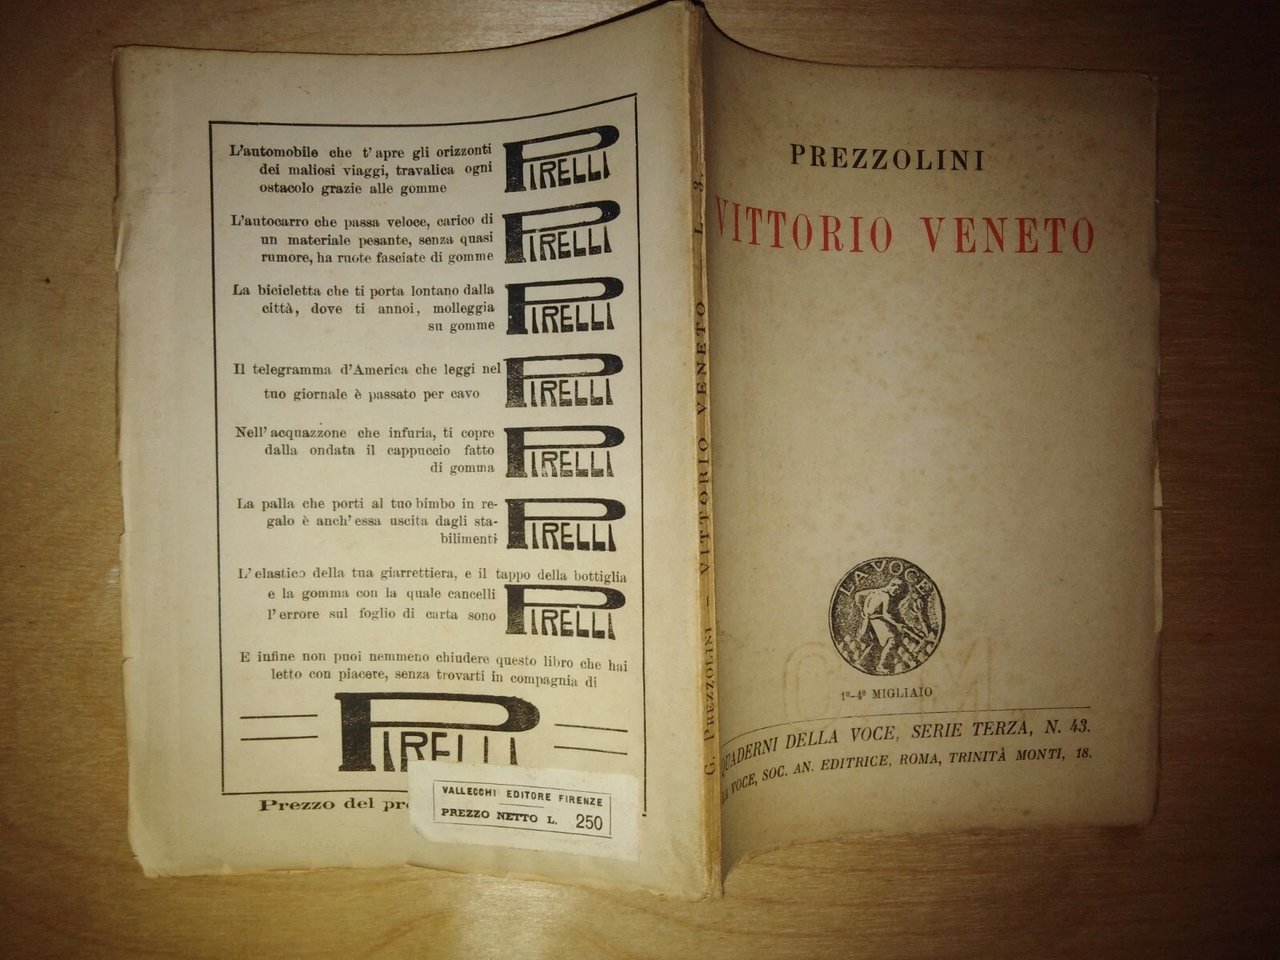 L'automobile che t'apre gli orizzonti
dei maliosi viaggi, travalica ogni
ostacolo grazie alle gomme
PIRELLI
L'autocarro che passa veloce, carico di
un materiale pesante, senza quasi
rumore, ha ruote fasciate di gomme
PIRELLI
La bicicletta che ti porta lontano dalla
città, dove ti annoi, molleggia
su gomme
PIRELLI
Il telegramma d'America che leggi nel
tuo giornale è passato per cavo
PIRELLI
Nell'acquazzone che infuria, ti copre
dalla ondata il cappuccio fatto
di gomma
PIRELLI
La palla che porti al tuo bimbo in re-
galo è anch'essa uscita dagli sta-
bilimenti
PIRELLI
L'elastico della tua giarrettiera, e il tappo della bottiglia
e la gomma con la quale cancelli
l'errore sul foglio di carta sono
PIRELLI
E infine non puoi nemmeno chiudere questo libro che hai
letto con piacere, senza trovarti in compagnia di
PIRELLI
Prezzo del
VALLECCHI EDITORE FIRENZE
PREZZO NETTO L. 250
G. PREZZOLINI - VITTORIO VENETO L. 3.
PREZZOLINI
VITTORIO VENETO
LA VOCE
1º-4º MIGLIAIO
QUADERNI DELLA VOCE, SERIE TERZA, N. 43.
LA VOCE, SOC. AN. EDITRICE, ROMA, TRINITÀ MONTI, 18.